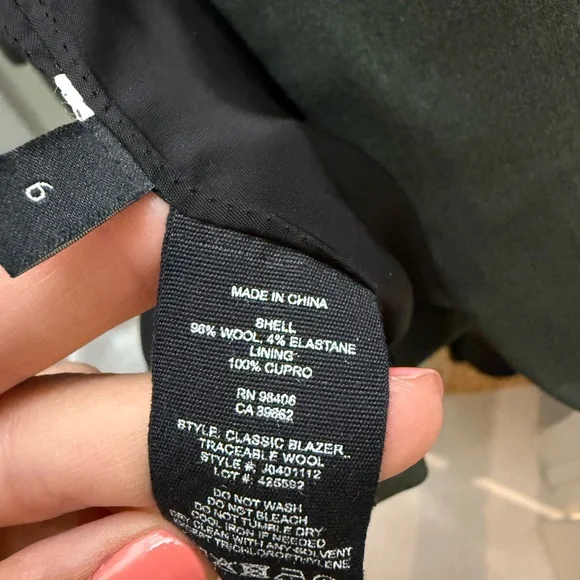 6
MADE IN CHINA
SHELL
96% WOOL, 4% ELASTANE
LINING
100% CUPRO
RN 98406
CA 39862
STYLE: CLASSIC BLAZER_
TRACEABLE WOOL
STYLE #: J0401112
LOT #: 425592
DO NOT WASH
DO NOT BLEACH
DO NOT TUMBLE DRY
COOL IRON IF NEEDED
CLEAN WITH ANY SOLVENT
EXCEPT TRICHLOROETHYLENE